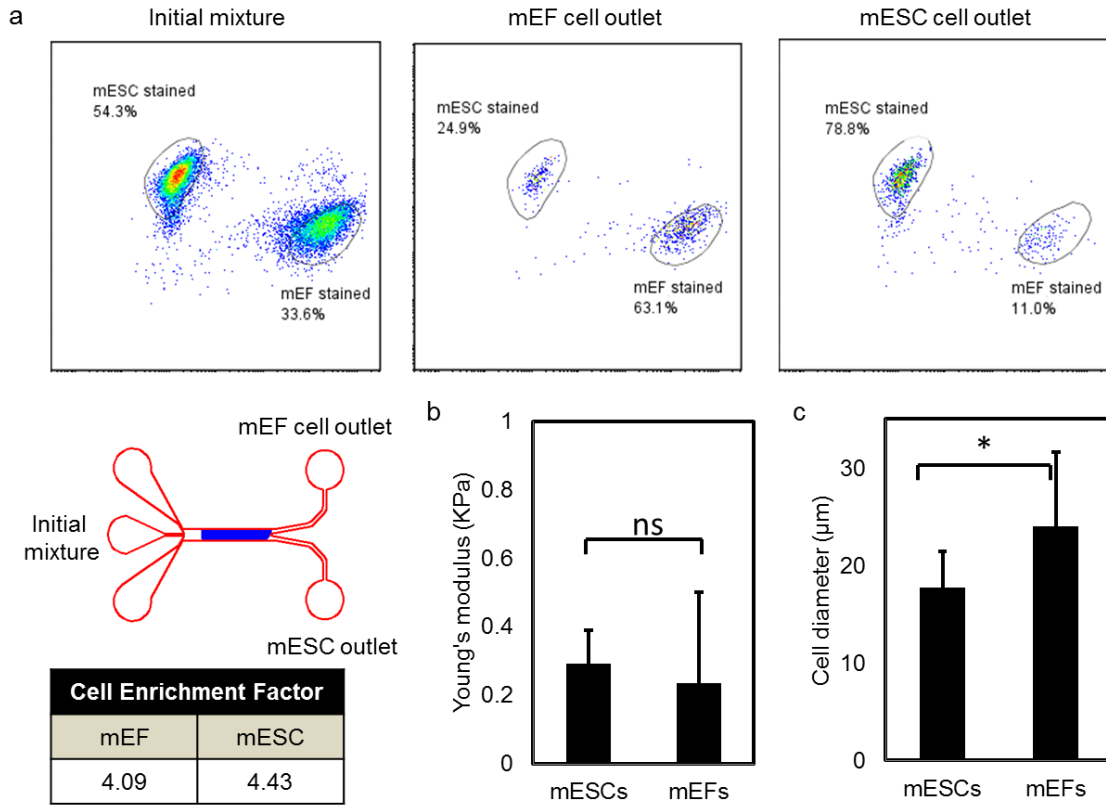 a
Initial mixture
mEF cell outlet
mESC cell outlet
mESC stained
54.3%
mEF stained
33.6%
mESC stained
24.9%
mEF stained
63.1%
mESC stained
78.8%
mEF stained
11.0%
mEF cell outlet
Initial
mixture
mESC outlet
Cell Enrichment Factor
mEF mESC
4.09 4.43
b
Young's modulus (KPa)
1
0.8
0.6
0.4
0.2
0
ns
mESCs mEFs
c
Cell diameter (µm)
30
20
10
0
*
mESCs mEFs